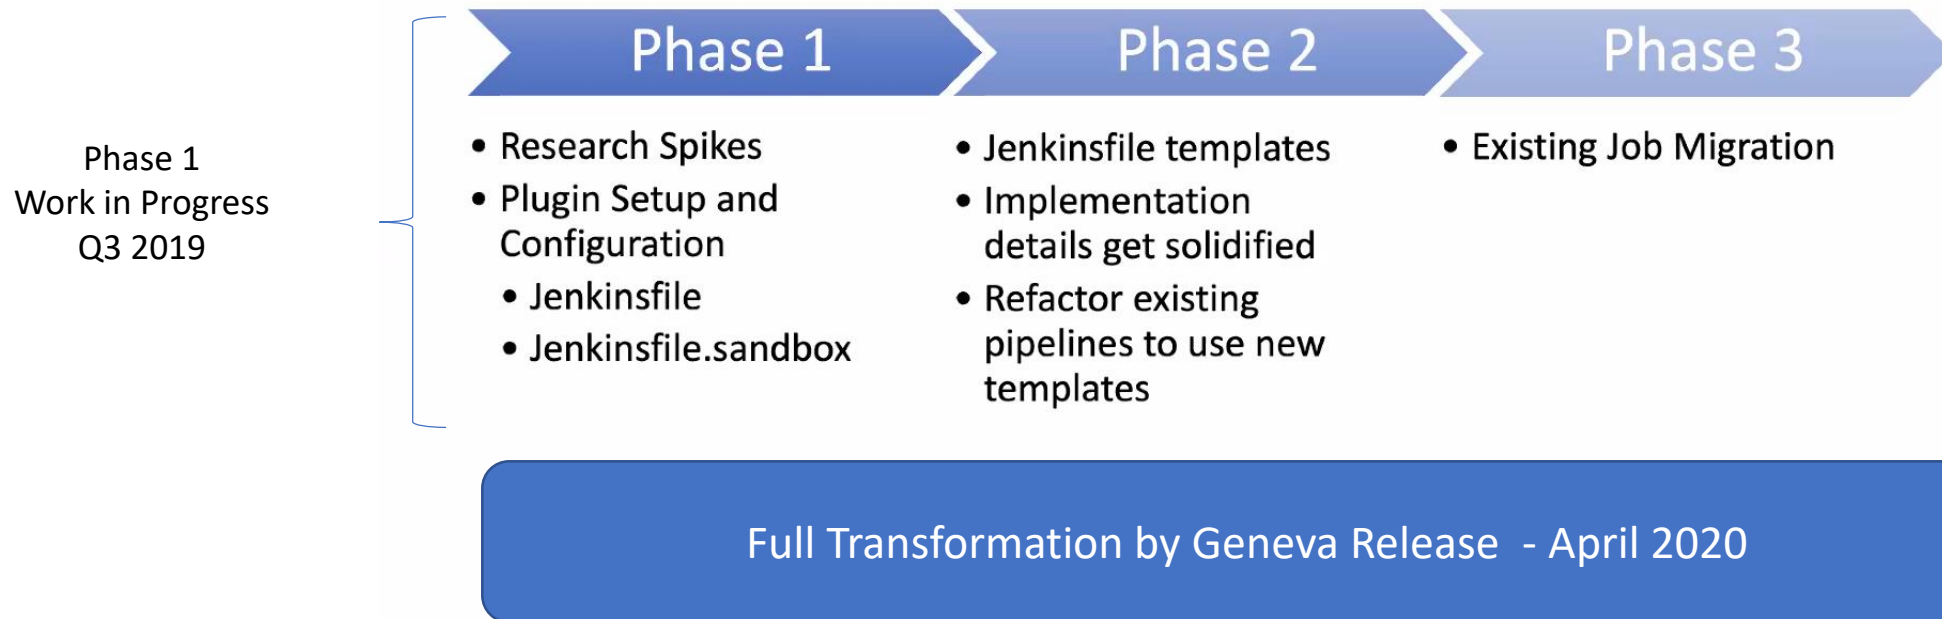 Phase 1
Work in Progress
Q3 2019
Phase 1
• Research Spikes
• Plugin Setup and
Configuration
• Jenkinsfile
• Jenkinsfile.sandbox
Phase 2
• Jenkinsfile templates
• Implementation
details get solidified
• Refactor existing
pipelines to use new
templates
Phase 3
• Existing Job Migration
Full Transformation by Geneva Release - April 2020